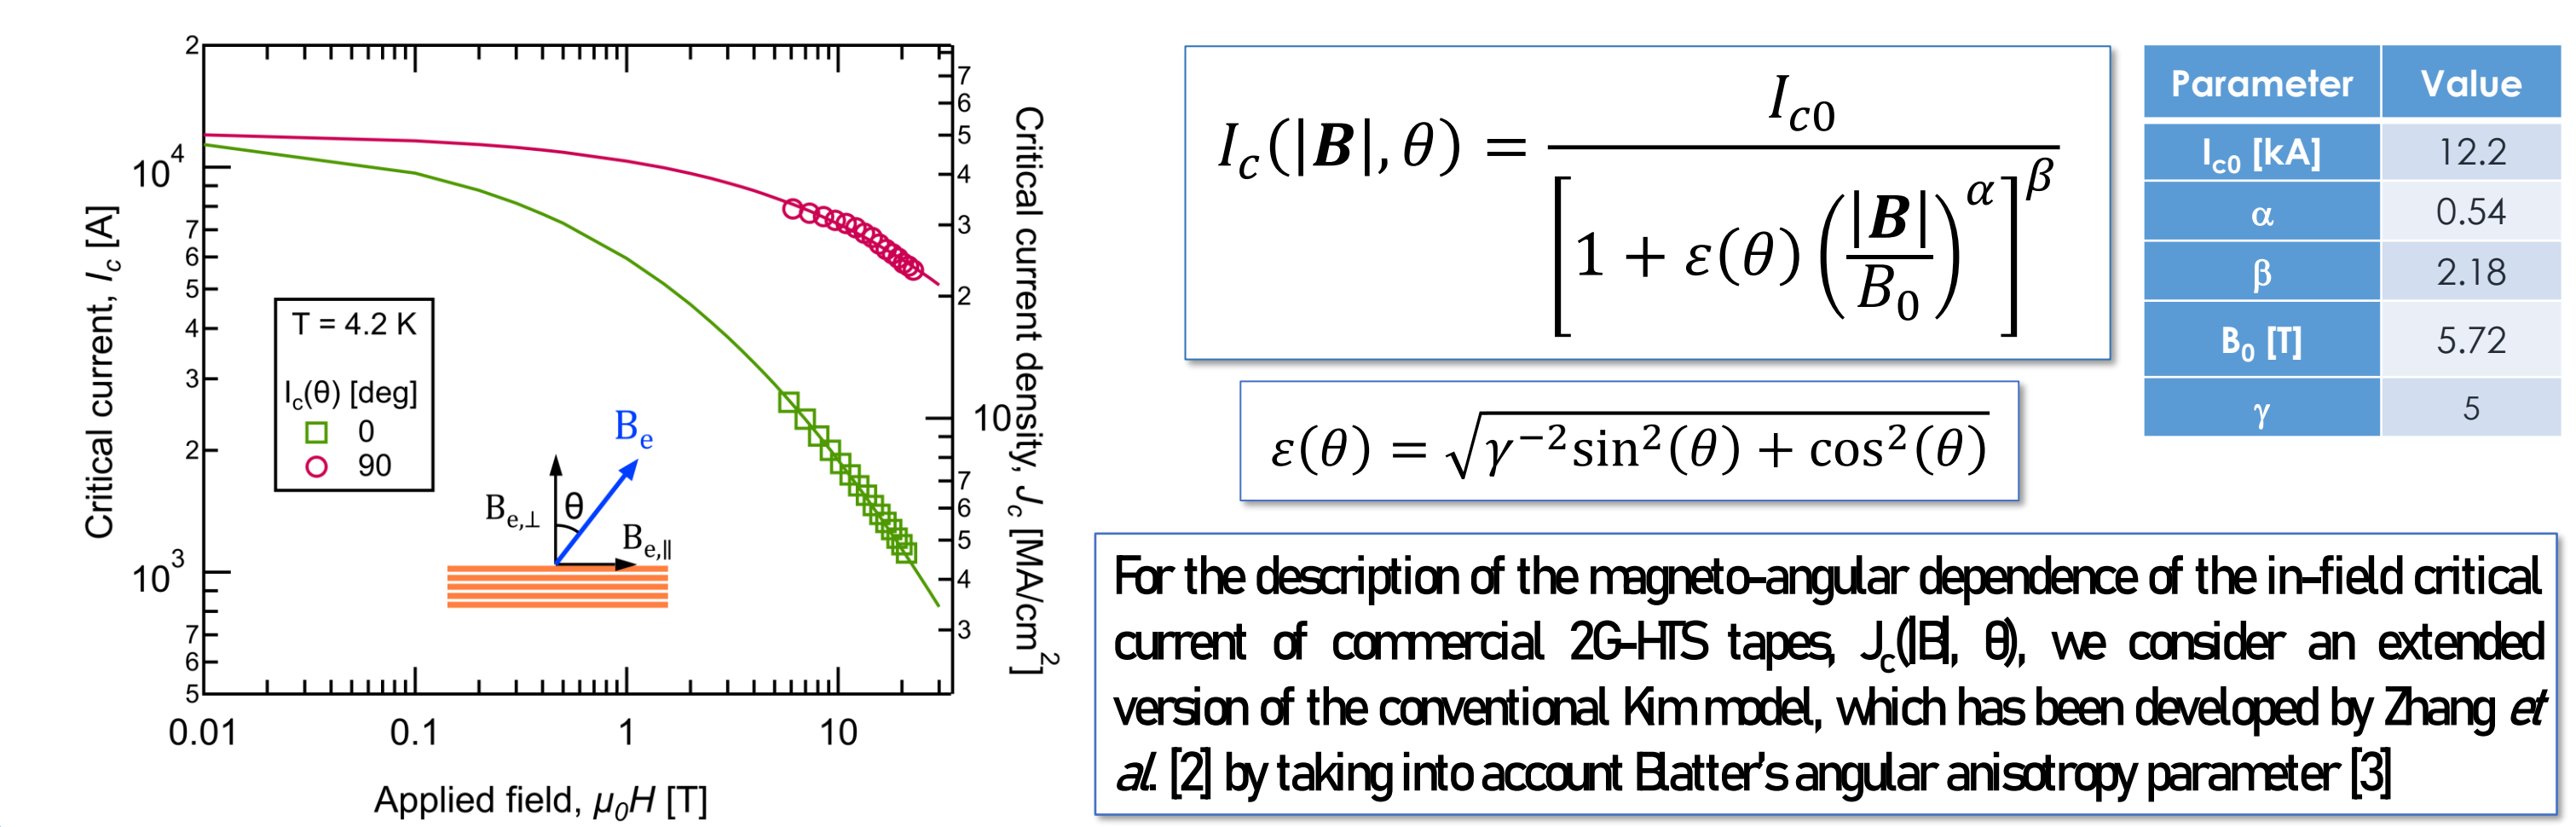 2
10⁴
7
6
5
4
3
2
10³
7
6
5
Critical current, I_c [A]
7
6
5
4
3
2
10
7
6
5
4
3
Critical current density, J_c [MA/cm²]
0.01 0.1 1 10
Applied field, μ₀H [T]
T = 4.2 K
I_c(θ) [deg]
0
90
B_e
B_e,⊥ θ
B_e,∥
I_c(|B|, θ) = I_c0 / [1 + ε(θ) (|B| / B₀)^α]^β
ε(θ) = √(γ⁻²sin²(θ) + cos²(θ))
Parameter Value
I_c0 [kA] 12.2
α 0.54
β 2.18
B₀ [T] 5.72
γ 5
For the description of the magneto-angular dependence of the in-field critical
current of commercial 2G-HTS tapes, J_c(|B|, θ), we consider an extended
version of the conventional Kim model, which has been developed by Zhang et
al. [2] by taking into account Blatter's angular anisotropy parameter [3]